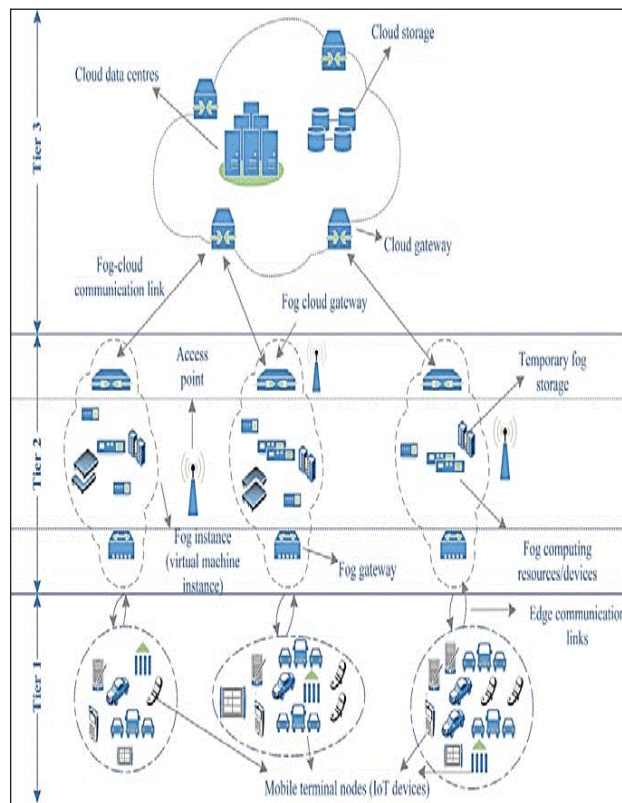 Tier 3
Cloud storage
Cloud data centres
Cloud gateway
Fog-cloud
communication link
Fog cloud gateway
Tier 2
Access
point
Temporary fog
storage
Fog instance
(virtual machine
instance)
Fog gateway
Fog computing
resources/devices
Tier 1
Edge communication
links
Mobile terminal nodes (IoT devices)